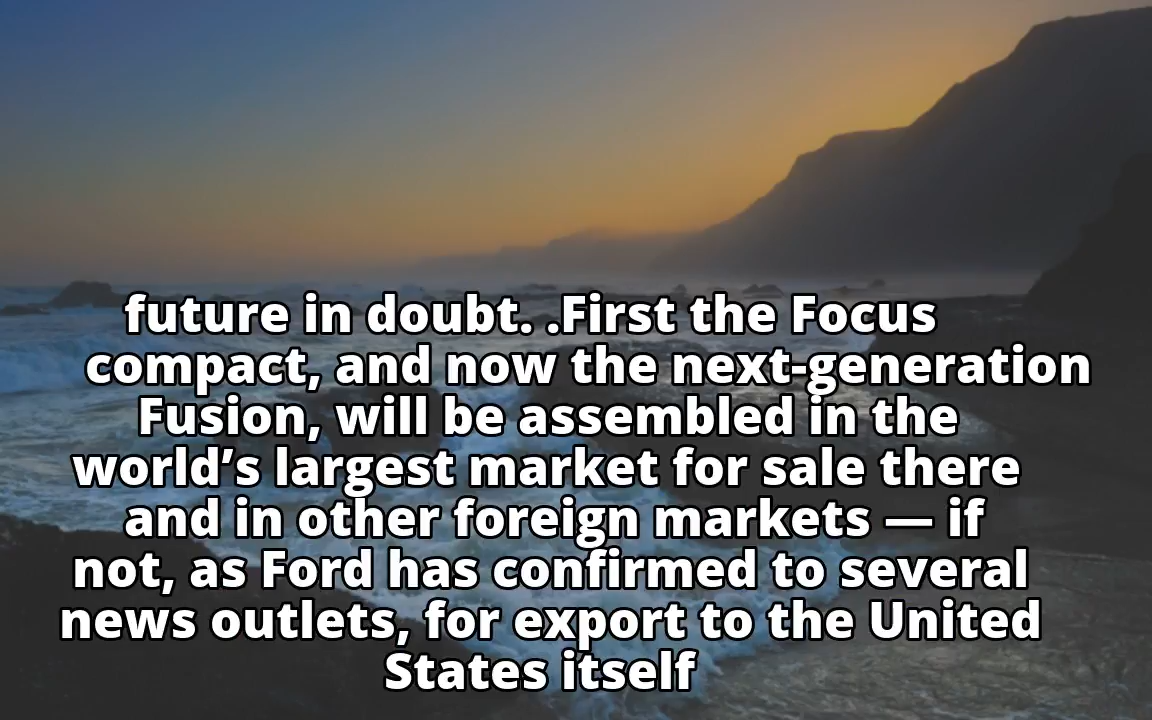 future in doubt. .First the Focus
compact, and now the next-generation
Fusion, will be assembled in the
world’s largest market for sale there
and in other foreign markets — if
not, as Ford has confirmed to several
news outlets, for export to the United
States itself